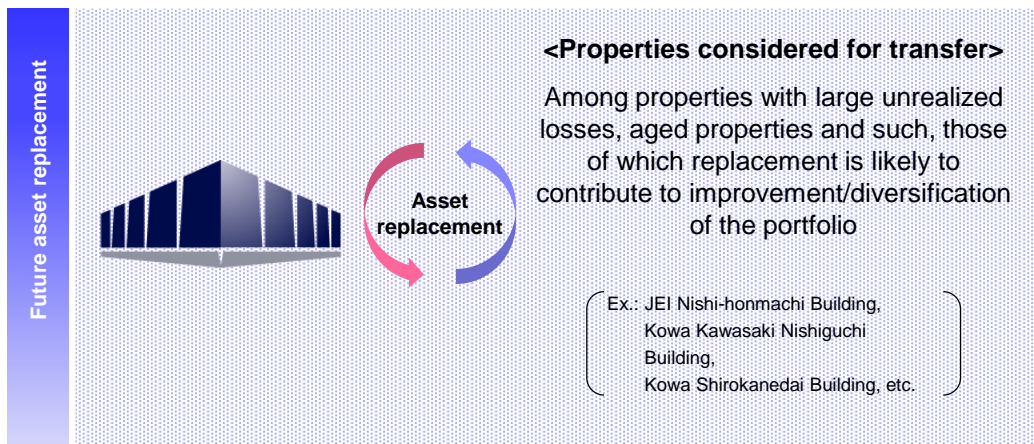 Future asset replacement
<Properties considered for transfer>
Among properties with large unrealized
losses, aged properties and such, those
of which replacement is likely to
contribute to improvement/diversification
of the portfolio
Asset
replacement
Ex.: JEI Nishi-honmachi Building,
Kowa Kawasaki Nishiguchi
Building,
Kowa Shirokanedai Building, etc.